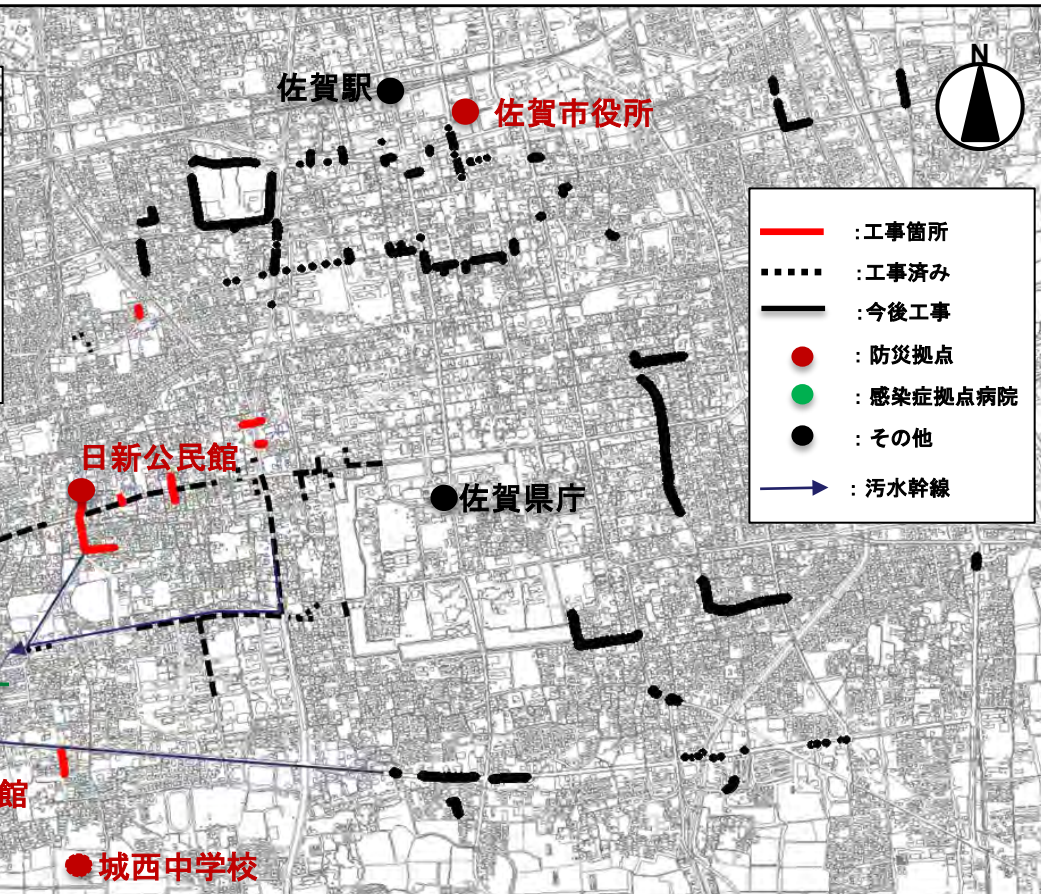 N
佐賀駅
佐賀市役所
:工事箇所
:工事済み
:今後工事
: 防災拠点
: 感染症拠点病院
: その他
: 汚水幹線
日新公民館
佐賀県庁
館
城西中学校